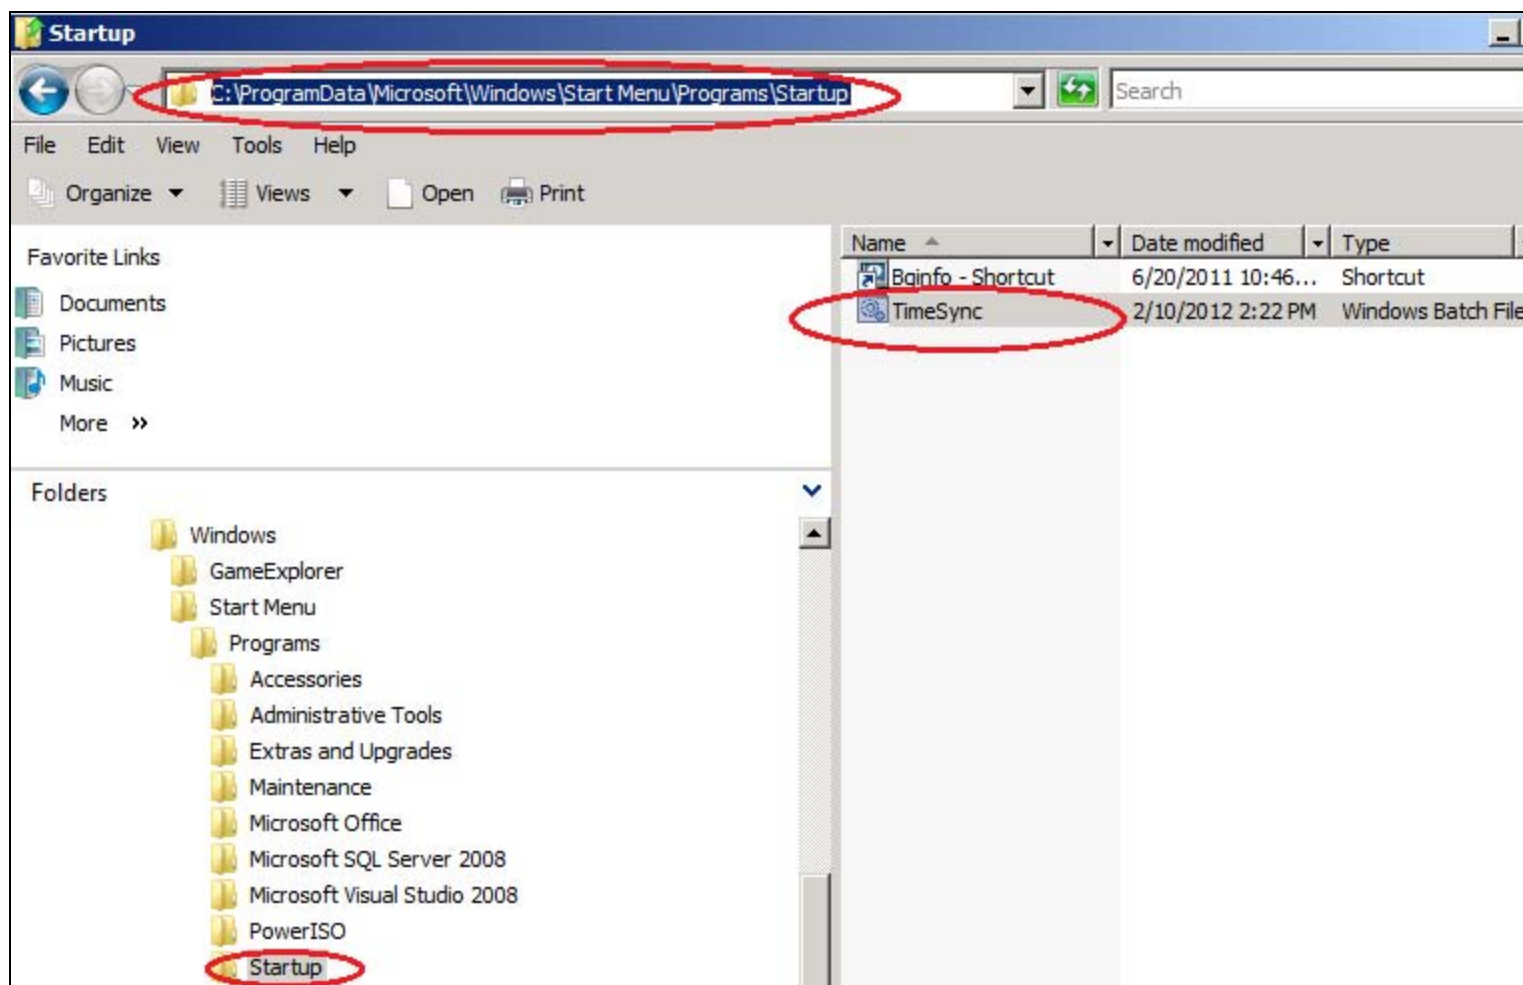 Startup
C:\ProgramData\Microsoft\Windows\Start Menu\Programs\Startup
Search
File Edit View Tools Help
Organize Views Open Print
Favorite Links
Documents
Pictures
Music
More »
Name Date modified Type
Bginfo - Shortcut 6/20/2011 10:46... Shortcut
TimeSync 2/10/2012 2:22 PM Windows Batch File
Folders
Windows
GameExplorer
Start Menu
Programs
Accessories
Administrative Tools
Extras and Upgrades
Maintenance
Microsoft Office
Microsoft SQL Server 2008
Microsoft Visual Studio 2008
PowerISO
Startup